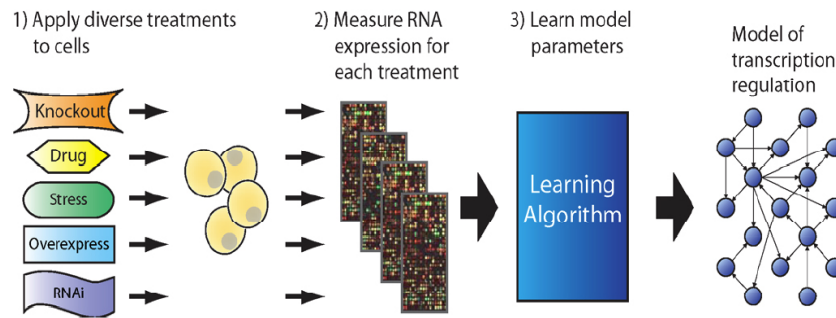 1) Apply diverse treatments
to cells
2) Measure RNA
expression for
each treatment
3) Learn model
parameters
Model of
transcription
regulation
Knockout
Drug
Stress
Overexpress
RNAi
Learning
Algorithm